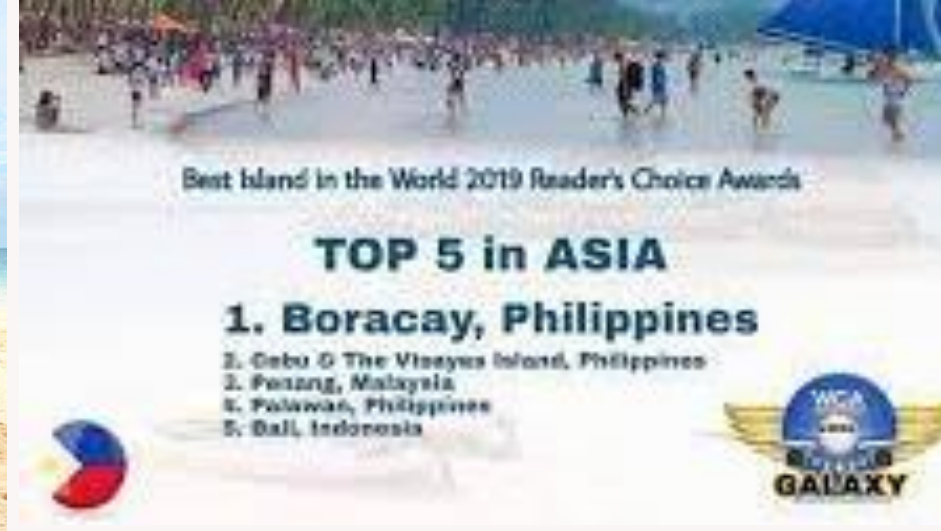 Best Island in the World 2019 Reader's Choice Awards
TOP 5 in ASIA
1. Boracay, Philippines
2. Cebu & The Visayas Island, Philippines
3. Penang, Malaysia
4. Palawan, Philippines
5. Bali, Indonesia
WCA
GALAXY